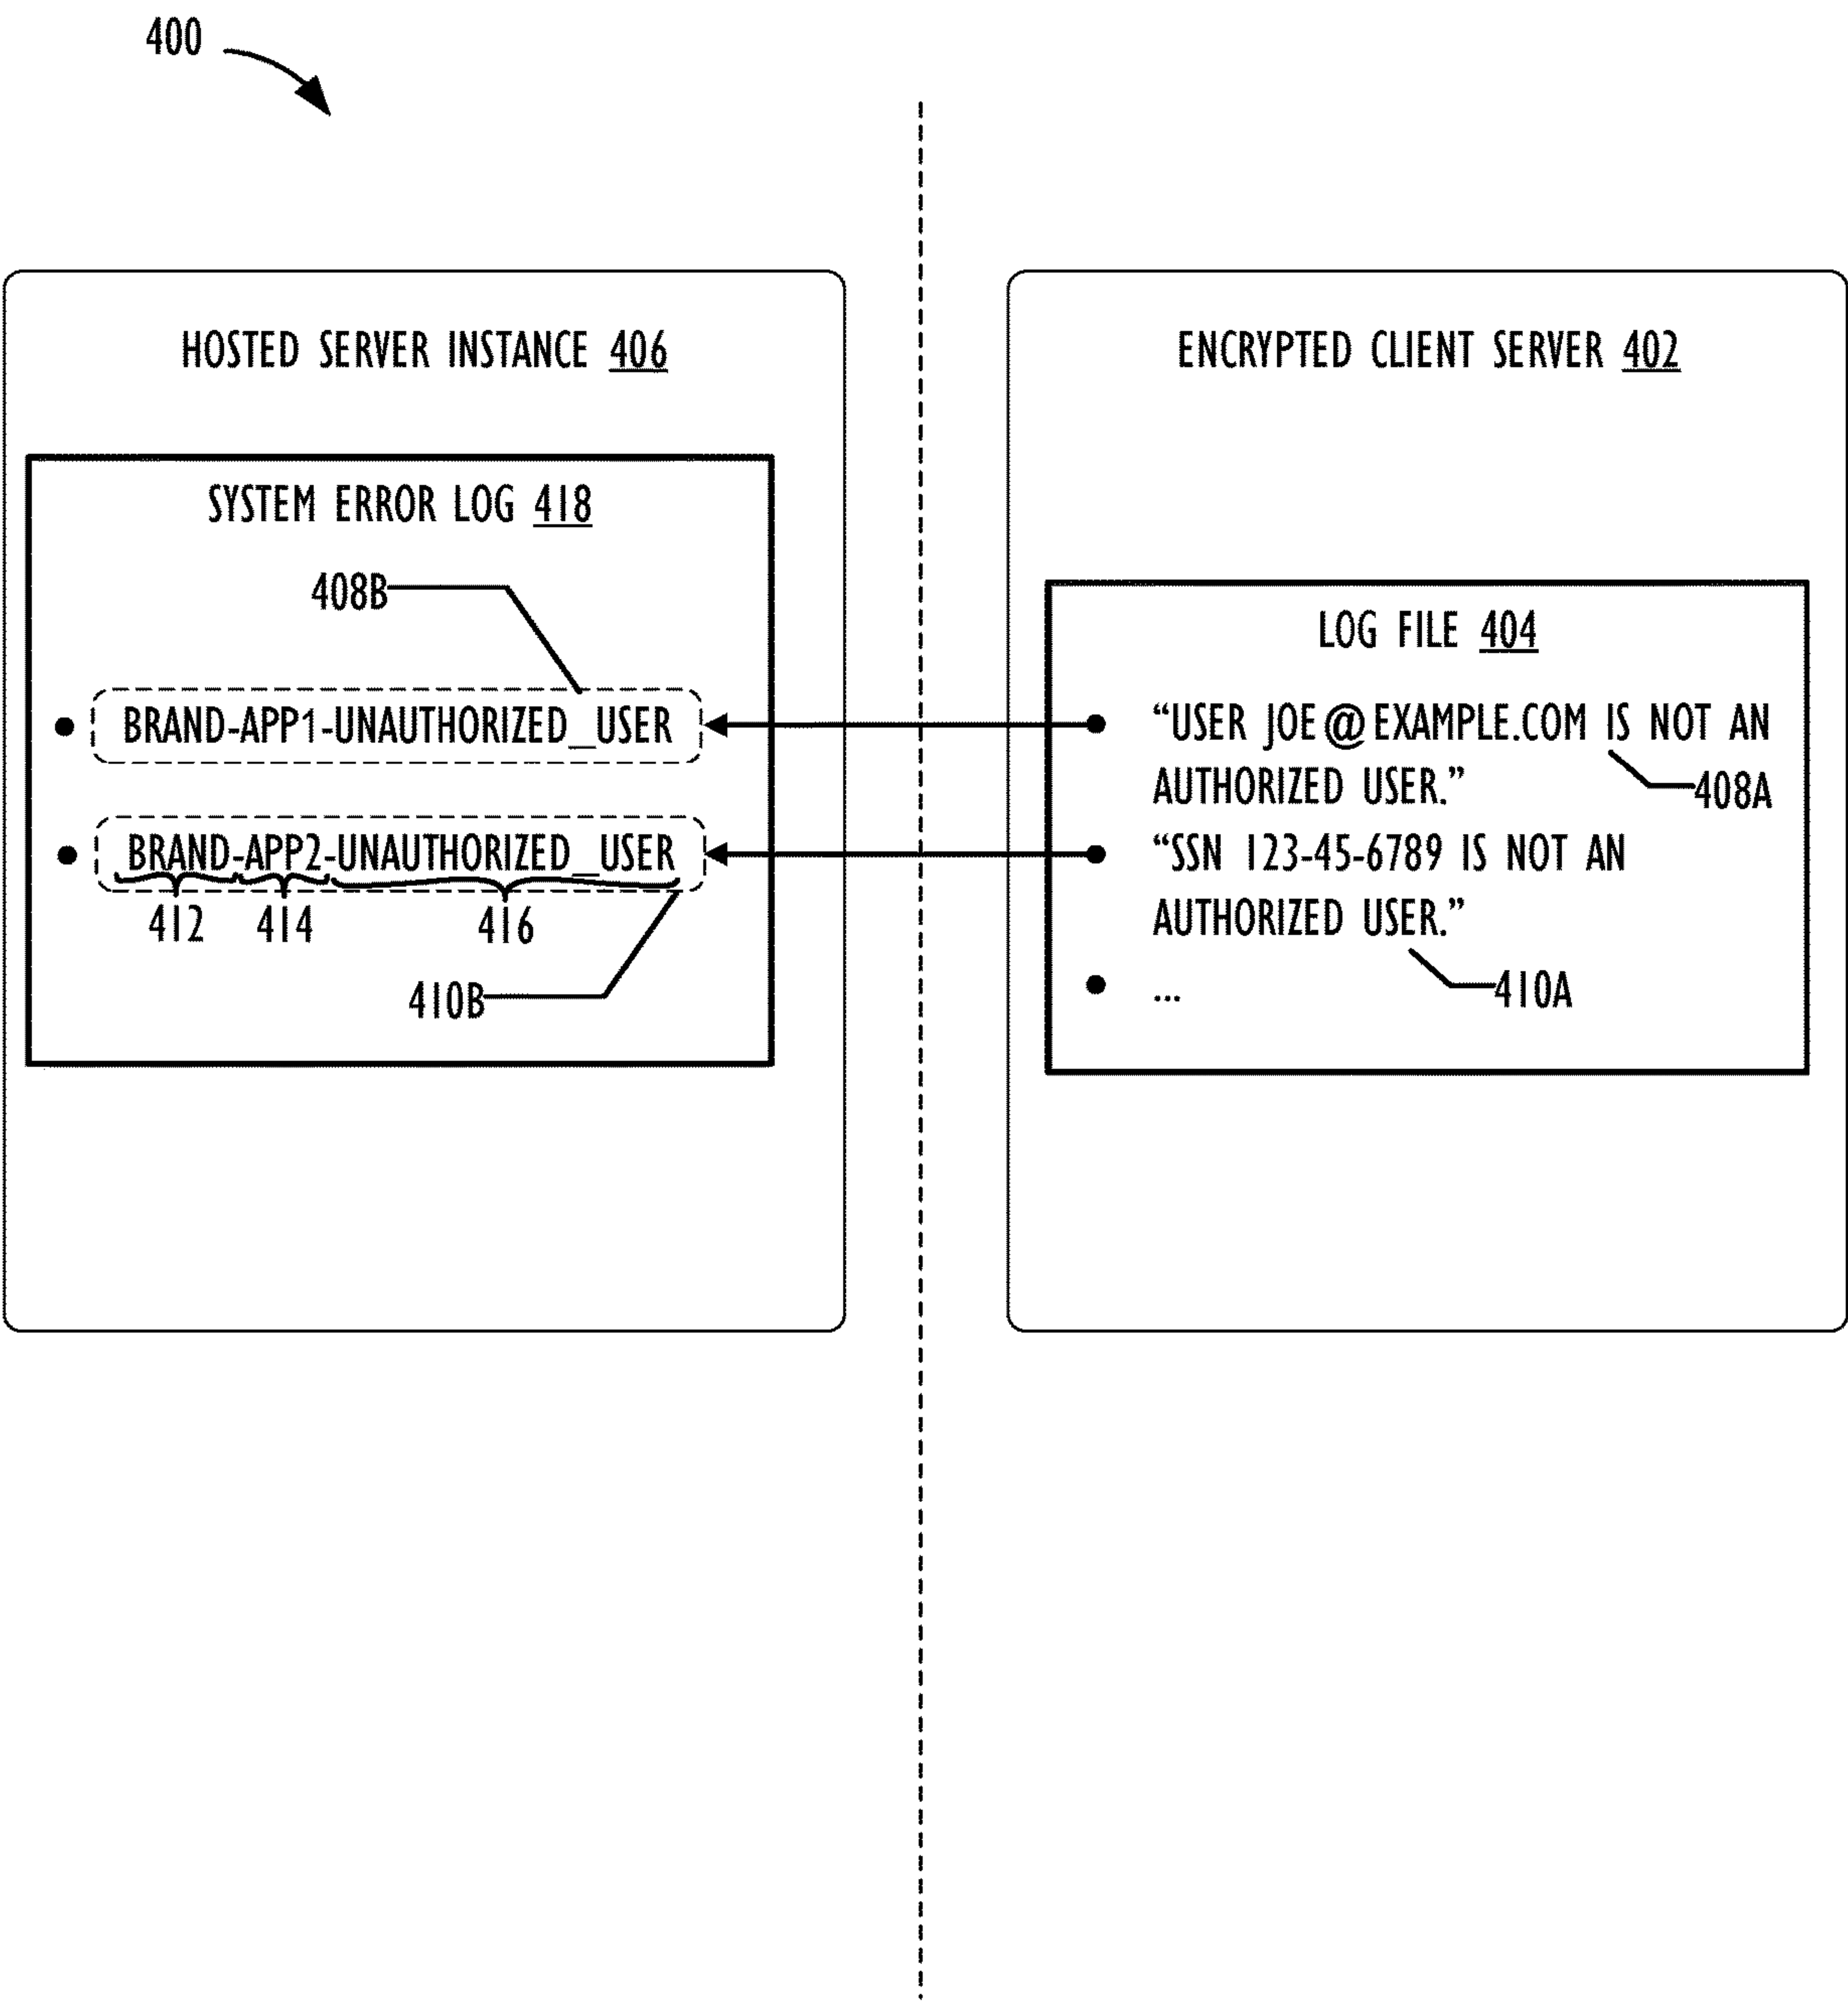 400
HOSTED SERVER INSTANCE 406
SYSTEM ERROR LOG 418
408B
• BRAND-APP1-UNAUTHORIZED_USER
• BRAND-APP2-UNAUTHORIZED_USER
412 414 416
410B
ENCRYPTED CLIENT SERVER 402
LOG FILE 404
• “USER JOE@EXAMPLE.COM IS NOT AN
AUTHORIZED USER.”
408A
• “SSN 123-45-6789 IS NOT AN
AUTHORIZED USER.”
• ...
410A